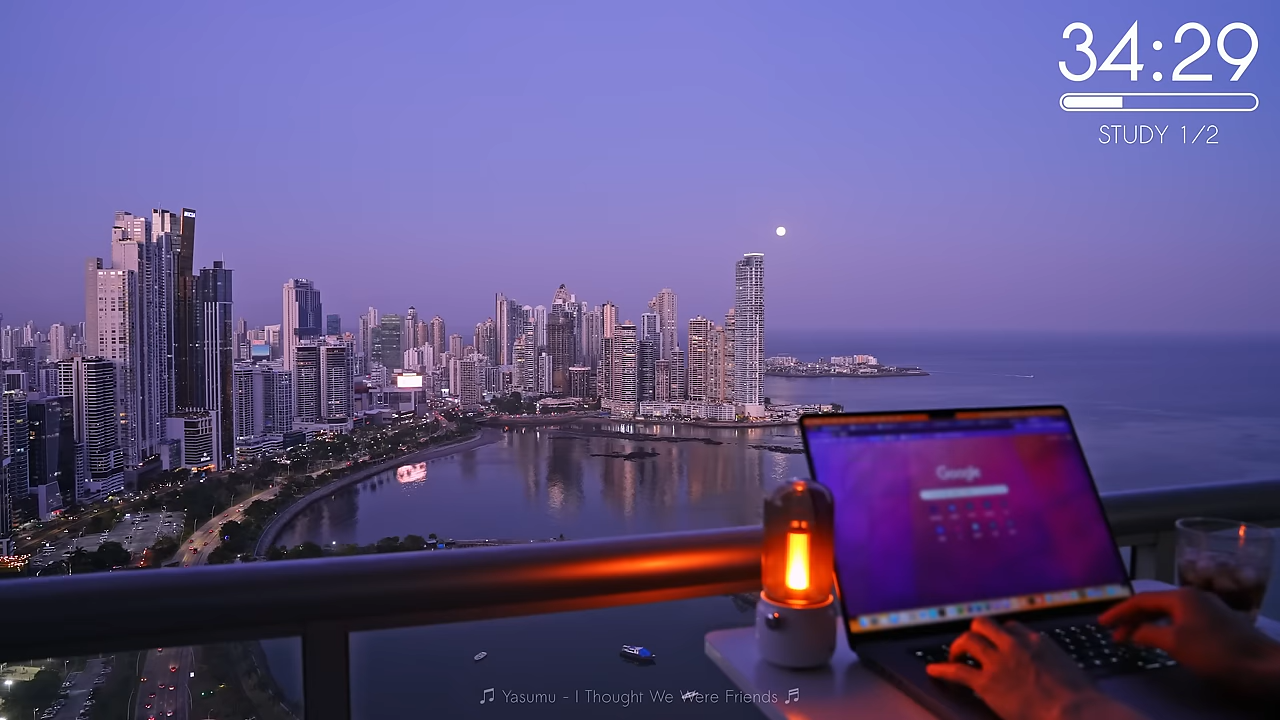 34:29
STUDY 1/2
Google
♫ Yasumu - I Thought We Were Friends ♫